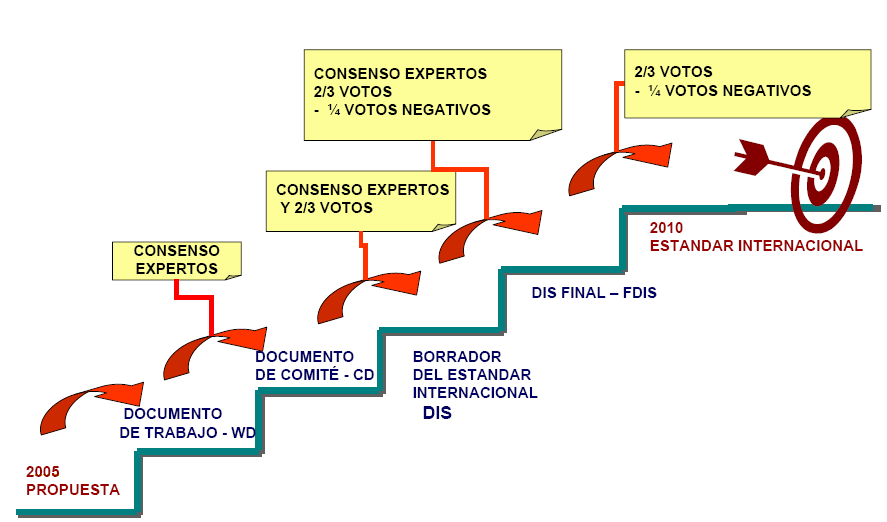 CONSENSO EXPERTOS
2/3 VOTOS
- ¼ VOTOS NEGATIVOS
2/3 VOTOS
- ¼ VOTOS NEGATIVOS
CONSENSO EXPERTOS
Y 2/3 VOTOS
CONSENSO
EXPERTOS
2010
ESTANDAR INTERNACIONAL
DIS FINAL – FDIS
BORRADOR
DEL ESTANDAR
INTERNACIONAL
DIS
DOCUMENTO
DE COMITÉ - CD
DOCUMENTO
DE TRABAJO - WD
2005
PROPUESTA